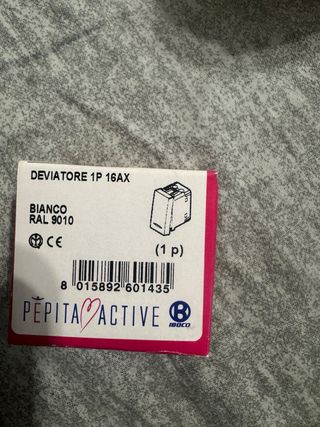 DEVIATORE 1P 16AX
BIANCO
RAL 9010
CE
(1 p)
8 015892 601435
PEPITA ACTIVE
IBOCO